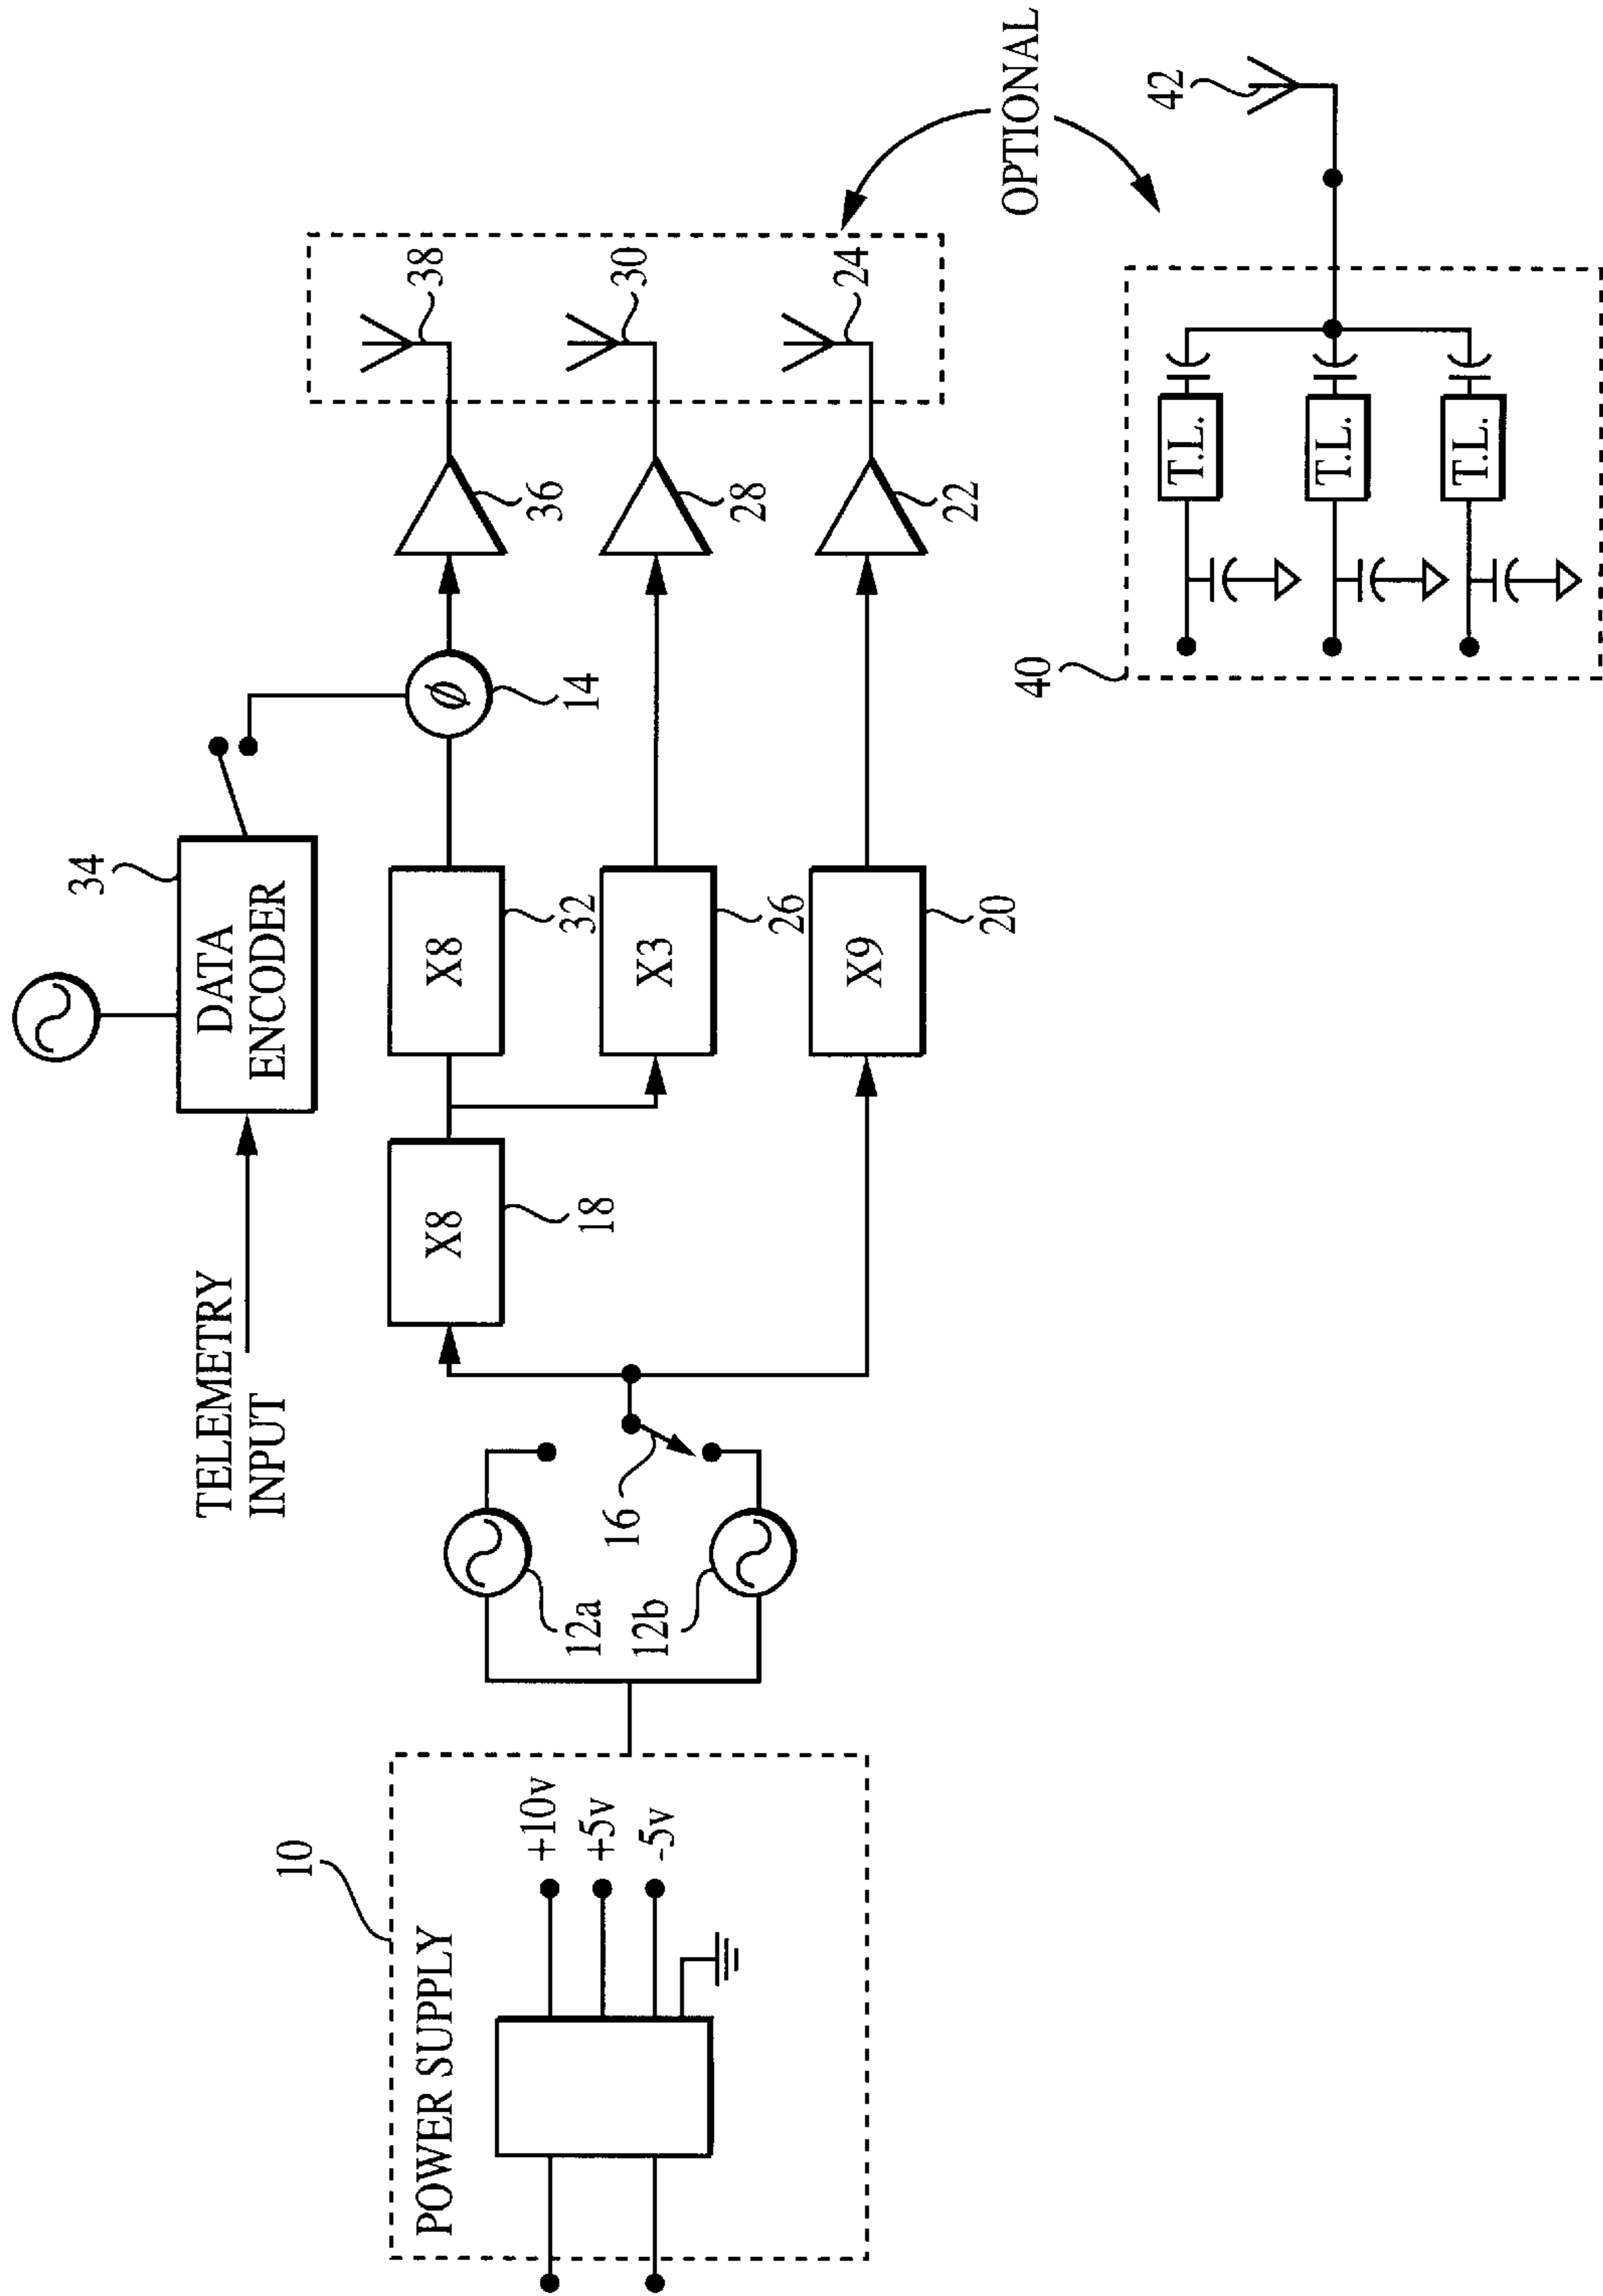 10
POWER SUPPLY
+10v
+5v
-5v
12a
12b
16
TELEMETRY
INPUT
34
DATA
ENCODER
X8
18
X8
32
X3
26
X9
20
ϕ
14
36
28
22
38
30
24
OPTIONAL
40
T.L.
T.L.
T.L.
42